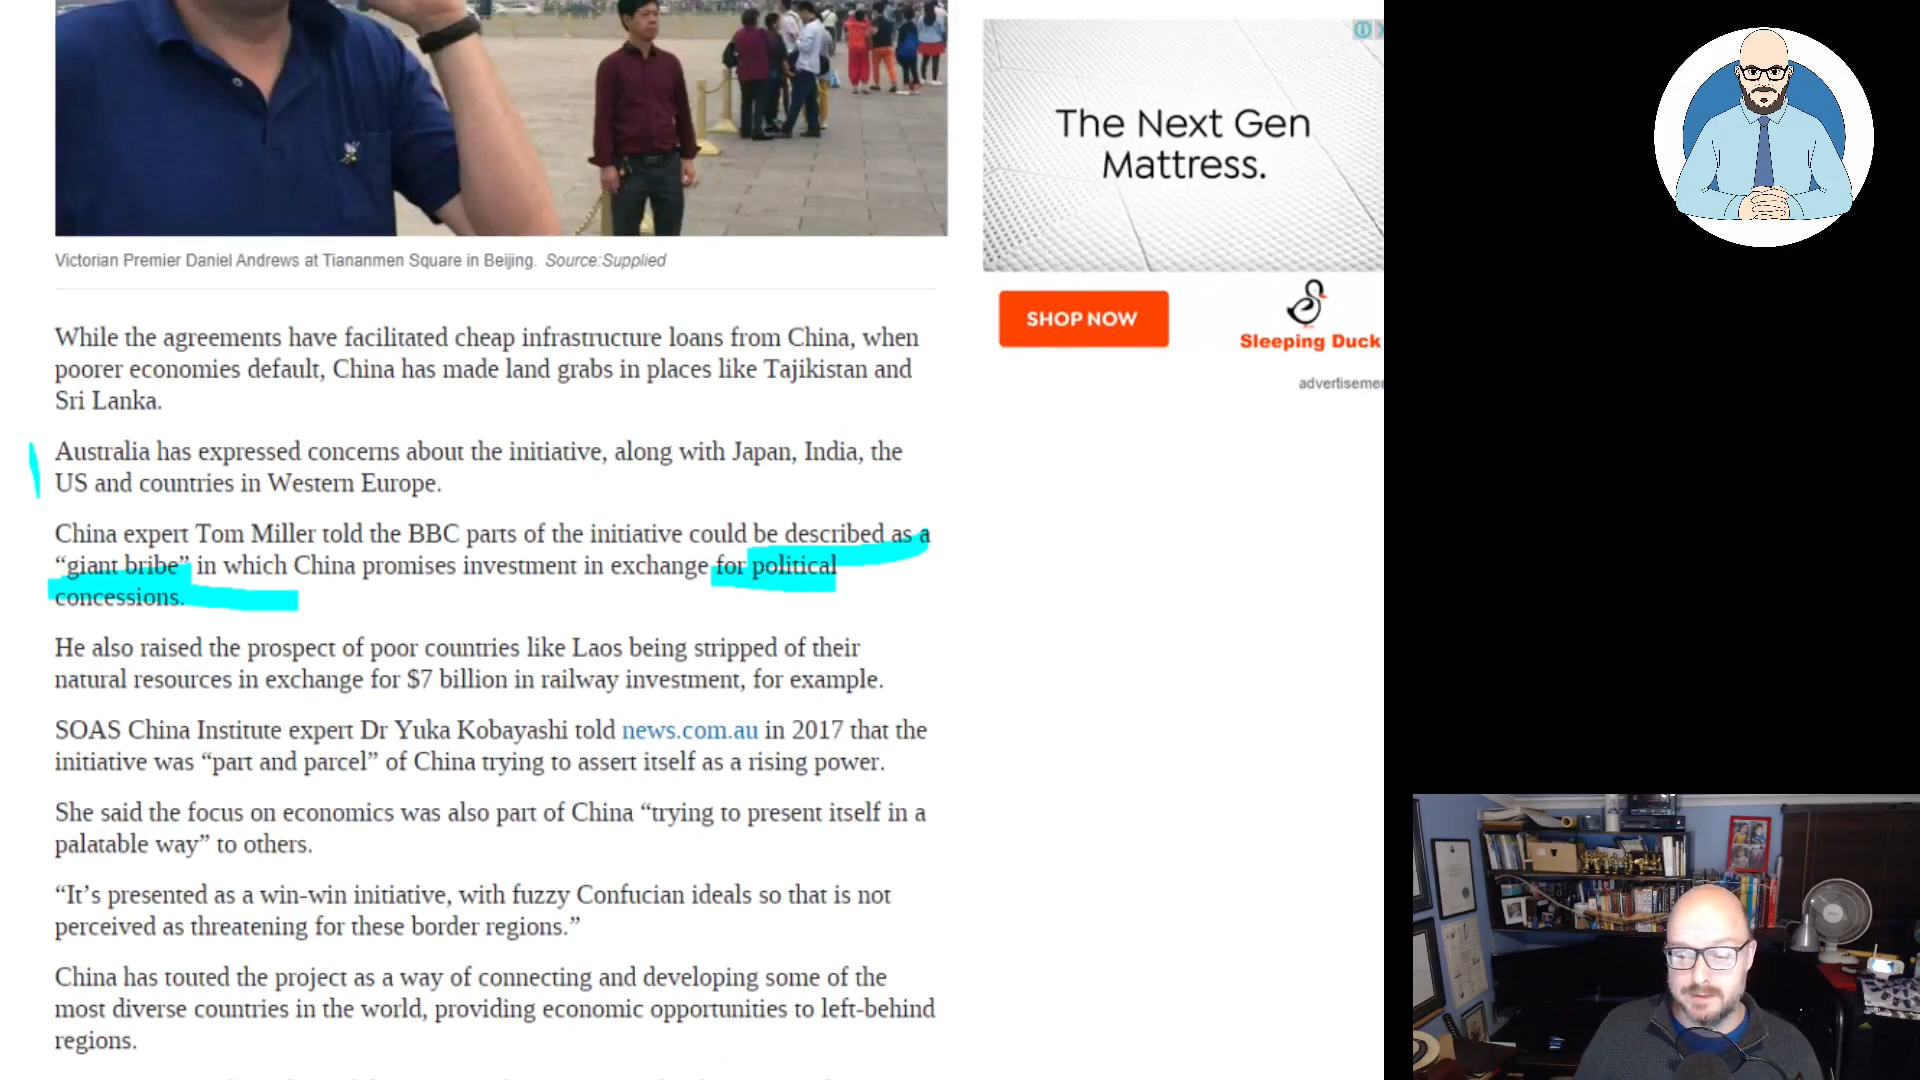 Victorian Premier Daniel Andrews at Tiananmen Square in Beijing. Source:Supplied
While the agreements have facilitated cheap infrastructure loans from China, when
poorer economies default, China has made land grabs in places like Tajikistan and
Sri Lanka.
Australia has expressed concerns about the initiative, along with Japan, India, the
US and countries in Western Europe.
China expert Tom Miller told the BBC parts of the initiative could be described as a
“giant bribe” in which China promises investment in exchange for political
concessions.
He also raised the prospect of poor countries like Laos being stripped of their
natural resources in exchange for $7 billion in railway investment, for example.
SOAS China Institute expert Dr Yuka Kobayashi told news.com.au in 2017 that the
initiative was “part and parcel” of China trying to assert itself as a rising power.
She said the focus on economics was also part of China “trying to present itself in a
palatable way” to others.
“It’s presented as a win-win initiative, with fuzzy Confucian ideals so that is not
perceived as threatening for these border regions.”
China has touted the project as a way of connecting and developing some of the
most diverse countries in the world, providing economic opportunities to left-behind
regions.
The Next Gen
Mattress.
SHOP NOW
Sleeping Duck
advertisemen